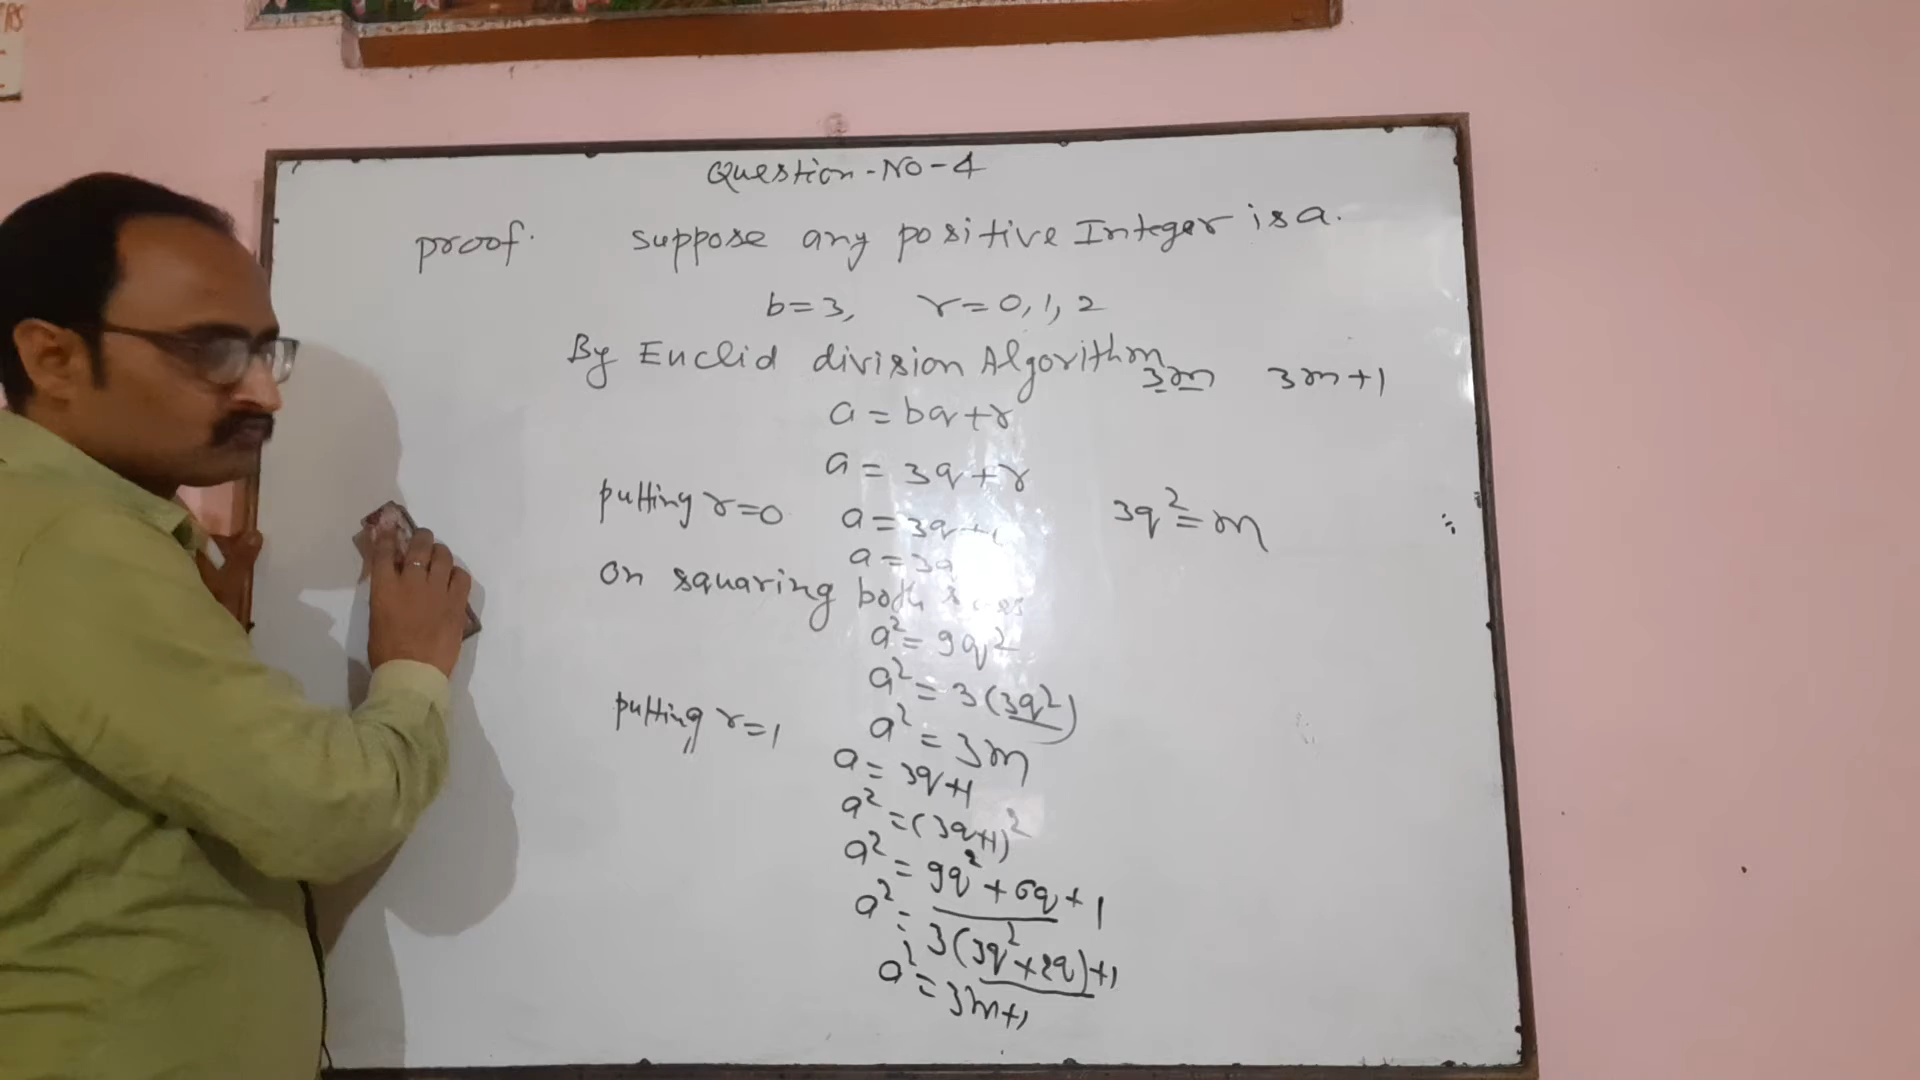 Question-No-4
proof. suppose any positive Integer is a.
b=3, r=0,1,2
By Euclid division Algorithm
3m 3m+1
a=bq+r
a=3q+r
putting r=0 a=3q+
3q²=m
a=3q
on squaring both
a²=9q²
a²=3(3q²)
putting r=1
a²=3m
a=3q+1
a²=(3q+1)²
a²=9q²+6q+1
a²=3(3q²+2q)+1
a²=3m+1